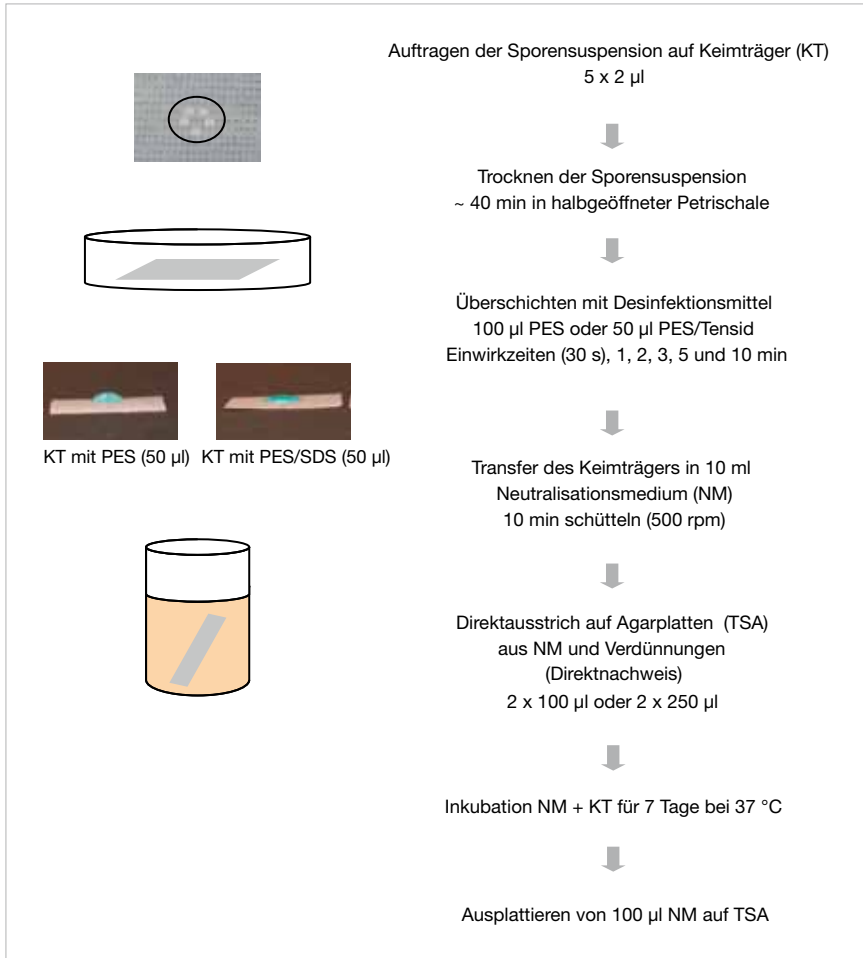 Auftragen der Sporensuspension auf Keimträger (KT)
5 x 2 µl
Trocknen der Sporensuspension
~ 40 min in halbgeöffneter Petrischale
Überschichten mit Desinfektionsmittel
100 µl PES oder 50 µl PES/Tensid
Einwirkzeiten (30 s), 1, 2, 3, 5 und 10 min
KT mit PES (50 µl) KT mit PES/SDS (50 µl)
Transfer des Keimträgers in 10 ml
Neutralisationsmedium (NM)
10 min schütteln (500 rpm)
Direktausstrich auf Agarplatten (TSA)
aus NM und Verdünnungen
(Direktnachweis)
2 x 100 µl oder 2 x 250 µl
Inkubation NM + KT für 7 Tage bei 37 °C
Ausplattieren von 100 µl NM auf TSA